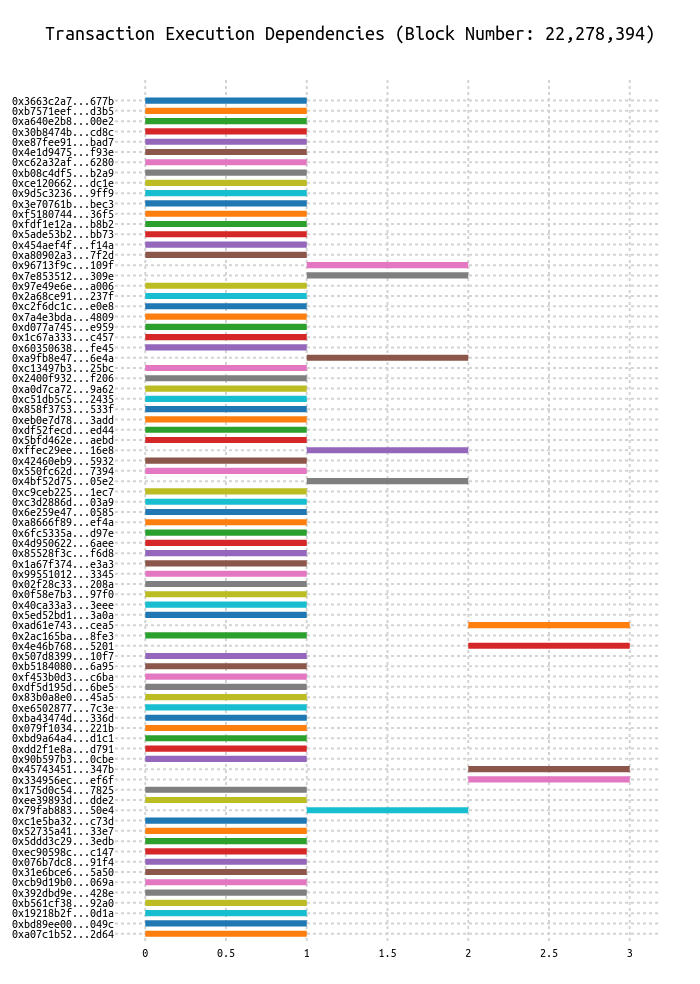 Transaction Execution Dependencies (Block Number: 22,278,394)
0x3663c2a7...677b
0xb7571eef...d3b5
0xa640e2b8...00e2
0x30b8474b...cd8c
0xe87fee91...bad7
0x4e1d9475...f93e
0xc62a32af...6280
0xb08c4df5...b2a9
0xce120662...dc1e
0x9d5c3236...9ff9
0x3e70761b...bec3
0xf5180744...36f5
0xfdf1e12a...b8b2
0x5ade53b2...bb73
0x454aef4f...f14a
0xa80902a3...7f2d
0x96713f9c...109f
0x7e853512...309e
0x97e49e6e...a006
0x2a68ce91...237f
0xc2f6dc1c...e0e8
0x7a4e3bda...4809
0xd077a745...e959
0x1c67a333...c457
0x60350638...fe45
0xa9fb8e47...6e4a
0xc13497b3...25bc
0x2400f932...f206
0xa0d7ca72...9a62
0xc51db5c5...2435
0x858f3753...533f
0xeb0e7d78...3add
0xdf52fecd...ed44
0x5bfd462e...aebd
0xffec29ee...16e8
0x42460eb9...5932
0x550fc62d...7394
0x4bf52d75...05e2
0xc9ceb225...1ec7
0xc3d2886d...03a9
0x6e259e47...0585
0xa8666f89...ef4a
0x6fc5335a...d97e
0x4d950622...6aee
0x85528f3c...f6d8
0x1a67f374...e3a3
0x99551012...3345
0x02f28c33...208a
0x0f58e7b3...97f0
0x40ca33a3...3eee
0x5ed52bd1...3a0a
0xad61e743...cea5
0x2ac165ba...8fe3
0x4e46b768...5201
0x507d8399...10f7
0xb5184080...6a95
0xf453b0d3...c6ba
0xdf5d195d...6be5
0x83b0a8e0...45a5
0xe6502877...7c3e
0xba43474d...336d
0x079f1034...221b
0xbd9a64a4...d1c1
0xdd2f1e8a...d791
0x90b597b3...0cbe
0x45743451...347b
0x334956ec...ef6f
0x175d0c54...7825
0xee39893d...dde2
0x79fab883...50e4
0xc1e5ba32...c73d
0x52735a41...33e7
0x5ddd3c29...3edb
0xec90598c...c147
0x076b7dc8...91f4
0x31e6bce6...5a50
0xcb9d19b0...069a
0x392dbd9e...428e
0xb561cf38...92a0
0x19218b2f...0d1a
0xbd89ee00...049c
0xa07c1b52...2d64
0 0.5 1 1.5 2 2.5 3